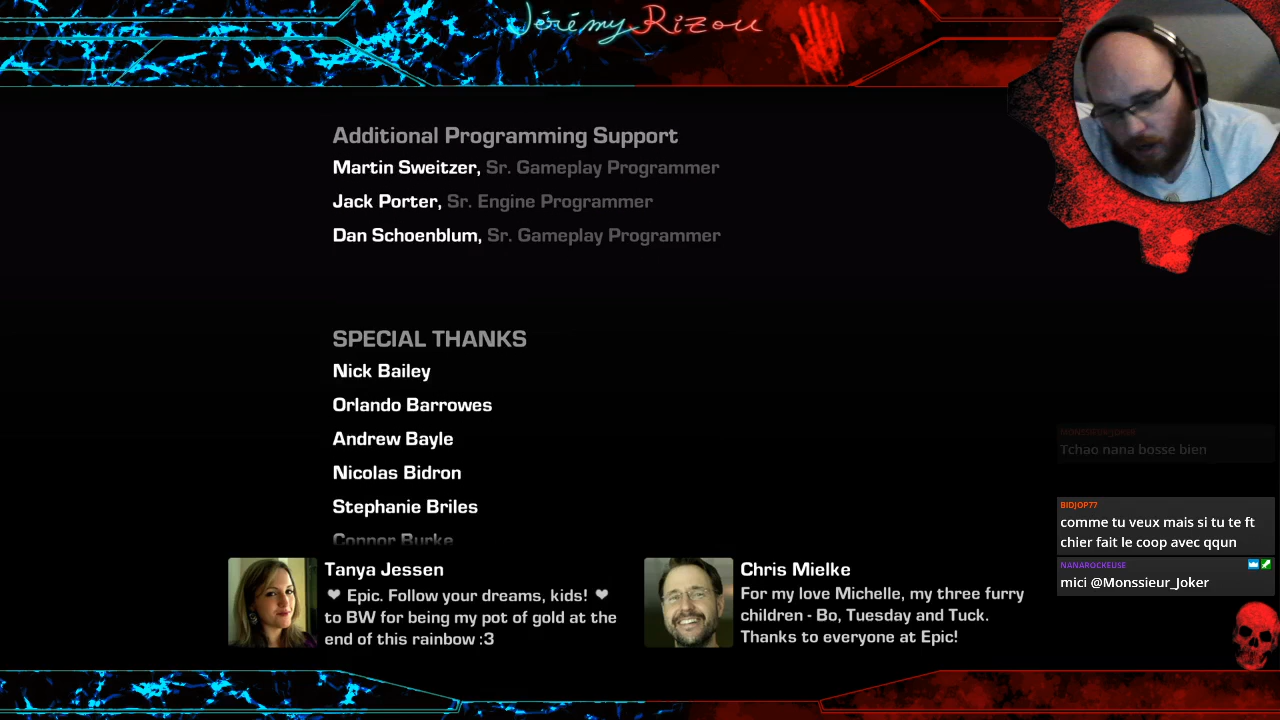 Jérémy Rizou
Additional Programming Support
Martin Sweitzer, Sr. Gameplay Programmer
Jack Porter, Sr. Engine Programmer
Dan Schoenblum, Sr. Gameplay Programmer
SPECIAL THANKS
Nick Bailey
Orlando Barrowes
Andrew Bayle
Nicolas Bidron
Stephanie Briles
Connor Burke
Tanya Jessen
❤ Epic. Follow your dreams, kids! ❤
to BW for being my pot of gold at the
end of this rainbow :3
Chris Mielke
For my love Michelle, my three furry
children - Bo, Tuesday and Tuck.
Thanks to everyone at Epic!
MONSSIEUR_JOKER
Tchao nana bosse bien
BIDJOP77
comme tu veux mais si tu te ft
chier fait le coop avec qqun
NANAROCKEUSE
mici @Monssieur_Joker